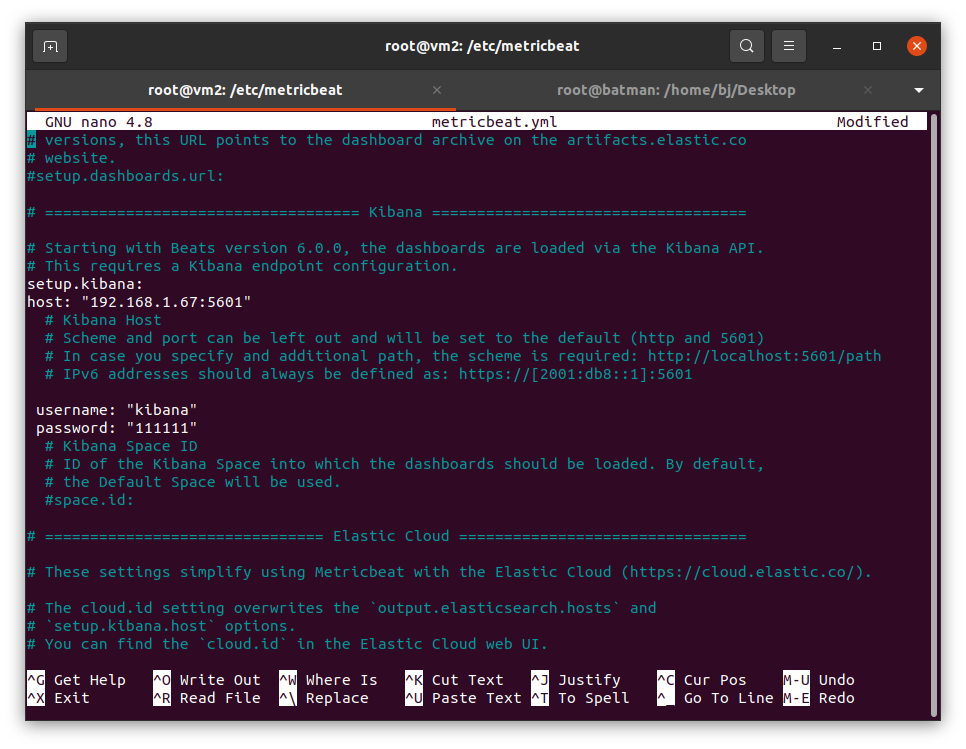 root@vm2: /etc/metricbeat
root@vm2: /etc/metricbeat
root@batman: /home/bj/Desktop
GNU nano 4.8 metricbeat.yml Modified
# versions, this URL points to the dashboard archive on the artifacts.elastic.co
# website.
#setup.dashboards.url:
# =================================== Kibana ===================================
# Starting with Beats version 6.0.0, the dashboards are loaded via the Kibana API.
# This requires a Kibana endpoint configuration.
setup.kibana:
host: "192.168.1.67:5601"
  # Kibana Host
  # Scheme and port can be left out and will be set to the default (http and 5601)
  # In case you specify and additional path, the scheme is required: http://localhost:5601/path
  # IPv6 addresses should always be defined as: https://[2001:db8::1]:5601
 username: "kibana"
 password: "111111"
  # Kibana Space ID
  # ID of the Kibana Space into which the dashboards should be loaded. By default,
  # the Default Space will be used.
  #space.id:
# =============================== Elastic Cloud ================================
# These settings simplify using Metricbeat with the Elastic Cloud (https://cloud.elastic.co/).
# The cloud.id setting overwrites the `output.elasticsearch.hosts` and
# `setup.kibana.host` options.
# You can find the `cloud.id` in the Elastic Cloud web UI.
^G Get Help ^O Write Out ^W Where Is ^K Cut Text ^J Justify ^C Cur Pos M-U Undo
^X Exit ^R Read File ^\ Replace ^U Paste Text ^T To Spell ^_ Go To Line M-E Redo